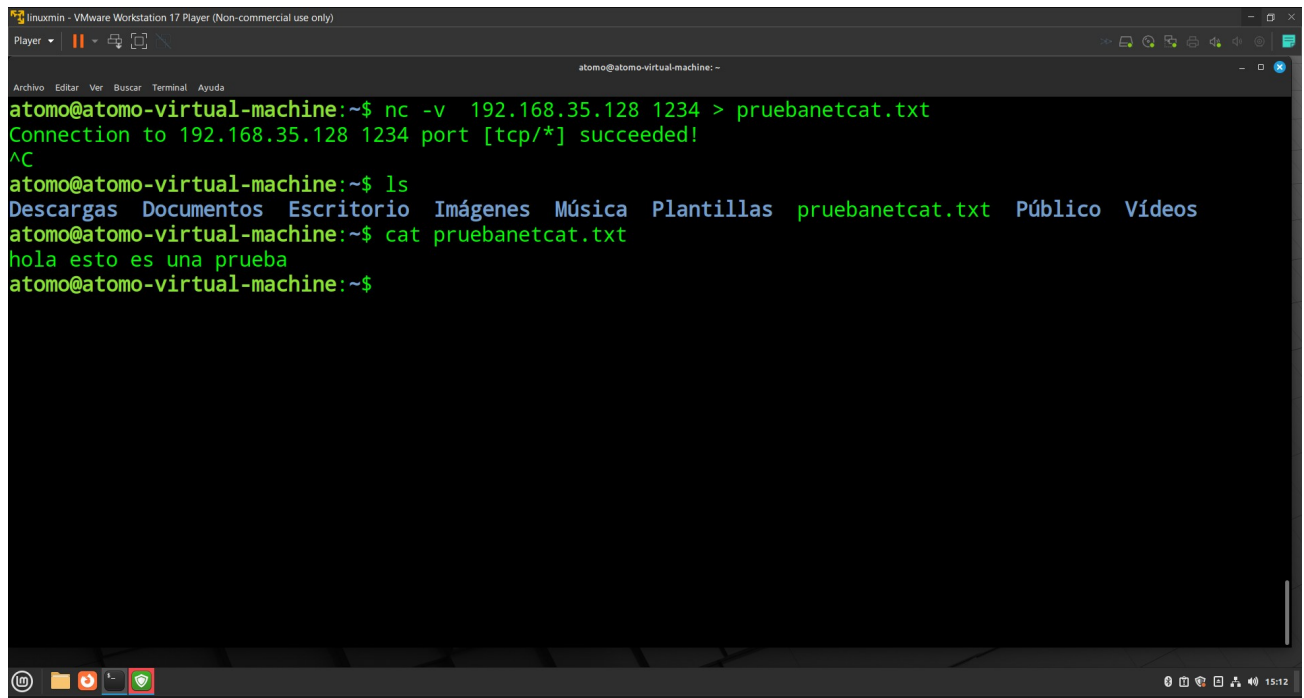 linuxmin - VMware Workstation 17 Player (Non-commercial use only)
Player
atomo@atomo-virtual-machine: ~
Archivo Editar Ver Buscar Terminal Ayuda
atomo@atomo-virtual-machine:~$ nc -v  192.168.35.128 1234 > pruebanetcat.txt
Connection to 192.168.35.128 1234 port [tcp/*] succeeded!
^C
atomo@atomo-virtual-machine:~$ ls
Descargas  Documentos  Escritorio  Imágenes  Música  Plantillas  pruebanetcat.txt  Público  Vídeos
atomo@atomo-virtual-machine:~$ cat pruebanetcat.txt
hola esto es una prueba
atomo@atomo-virtual-machine:~$
15:12